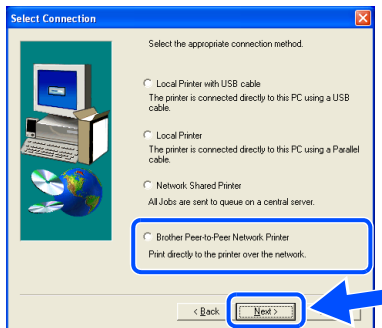 Select Connection
Select the appropriate connection method.
Local Printer with USB cable
The printer is connected directly to this PC using a USB
cable.
Local Printer
The printer is connected directly to this PC using a Parallel
cable.
Network Shared Printer
All Jobs are sent to queue on a central server.
Brother Peer-to-Peer Network Printer
Print directly to the printer over the network.
< Back Next >